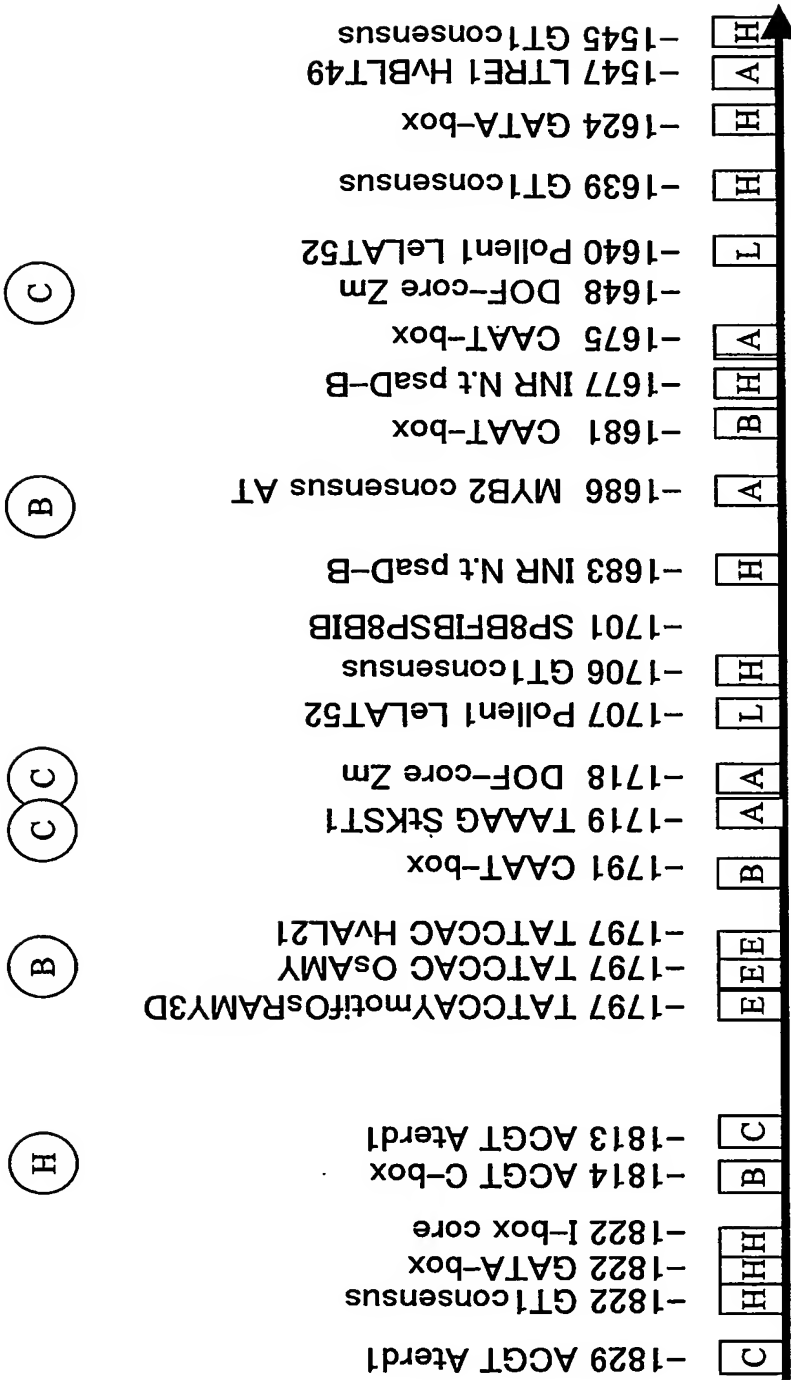 C -1829 ACGT Aterd1
H -1822 GT1consensus
H -1822 GATA-box
H -1822 I-box core
B -1814 ACGT C-box H
C -1813 ACGT Aterd1
E -1797 TATCCAYmotifOsRAMY3D
E -1797 TATCCAC OsAMY B
E -1797 TATCCAC HvAL21
B -1791 CAAT-box
A -1719 TAAAG StKST1 C
A -1718 DOF-core Zm C
L -1707 Pollen1 LeLAT52
H -1706 GT1consensus
-1701 SP8BFIBSP8BIB
H -1683 INR N.t psaD-B
A -1686 MYB2 consensus AT B
B -1681 CAAT-box
H -1677 INR N.t psaD-B
A -1675 CAAT-box
-1648 DOF-core Zm C
L -1640 Pollen1 LeLAT52
H -1639 GT1consensus
H -1624 GATA-box
A -1547 LTRE1 HvBLT49
H -1545 GT1consensus